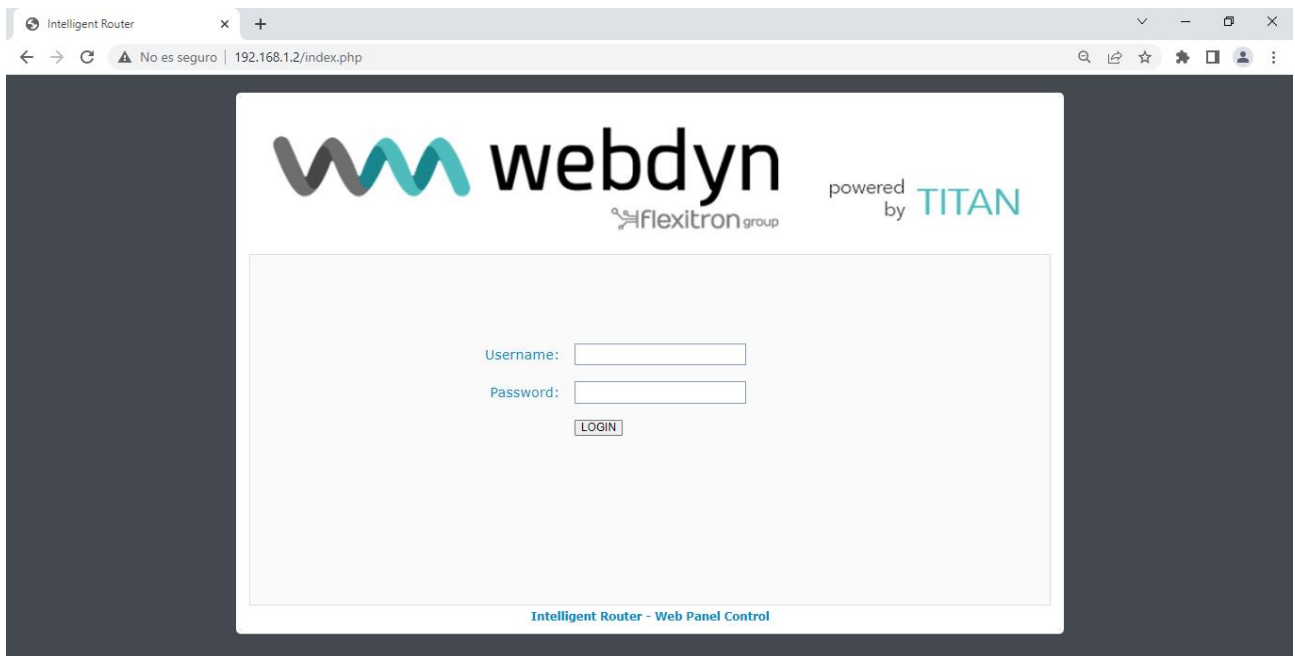 Intelligent Router
No es seguro | 192.168.1.2/index.php
webdyn
flexitron group
powered
by TITAN
Username:
Password:
LOGIN
Intelligent Router - Web Panel Control